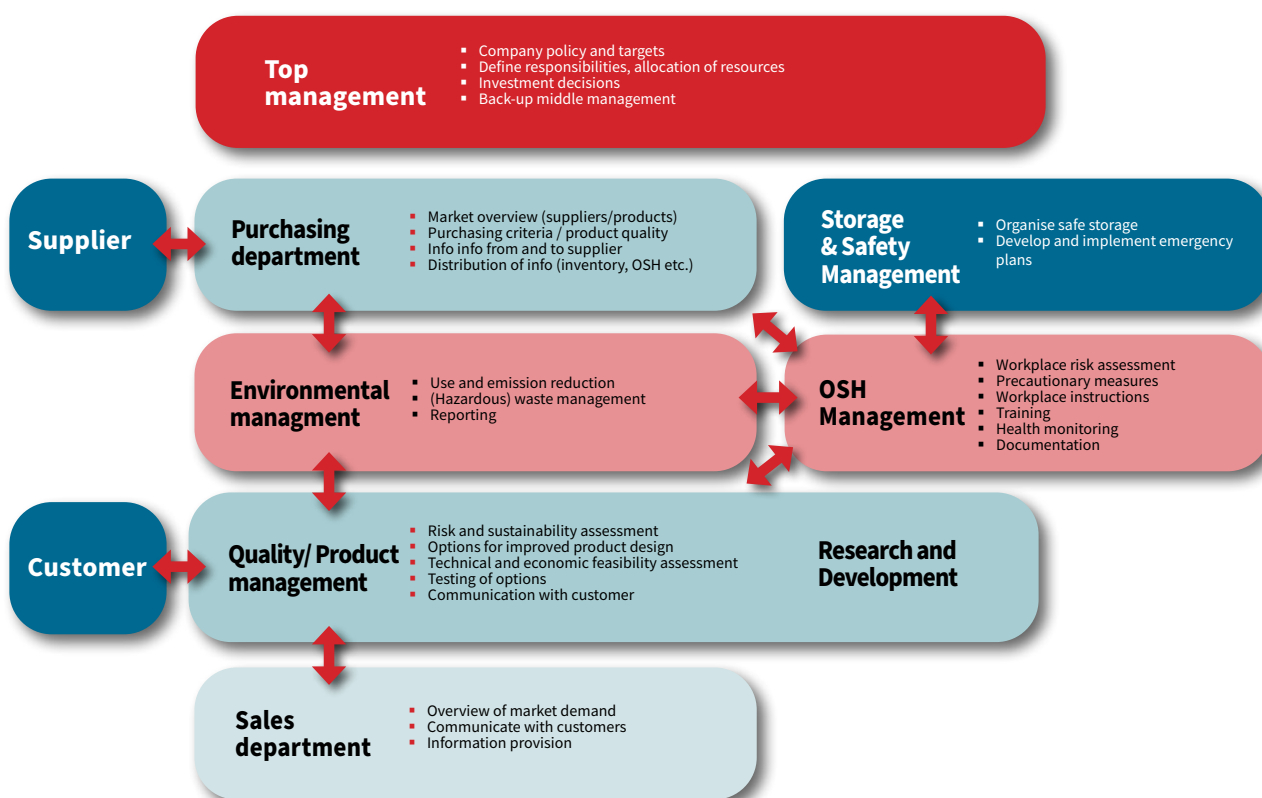 Top
management
▪ Company policy and targets
▪ Define responsibilities, allocation of resources
▪ Investment decisions
▪ Back-up middle management
Supplier
Purchasing
department
▪ Market overview (suppliers/products)
▪ Purchasing criteria / product quality
▪ Info info from and to supplier
▪ Distribution of info (inventory, OSH etc.)
Storage
& Safety
Management
▪ Organise safe storage
▪ Develop and implement emergency
plans
Environmental
managment
▪ Use and emission reduction
▪ (Hazardous) waste management
▪ Reporting
OSH
Management
▪ Workplace risk assessment
▪ Precautionary measures
▪ Workplace instructions
▪ Training
▪ Health monitoring
▪ Documentation
Customer
Quality/ Product
management
▪ Risk and sustainability assessment
▪ Options for improved product design
▪ Technical and economic feasibility assessment
▪ Testing of options
▪ Communication with customer
Research and
Development
Sales
department
▪ Overview of market demand
▪ Communicate with customers
▪ Information provision